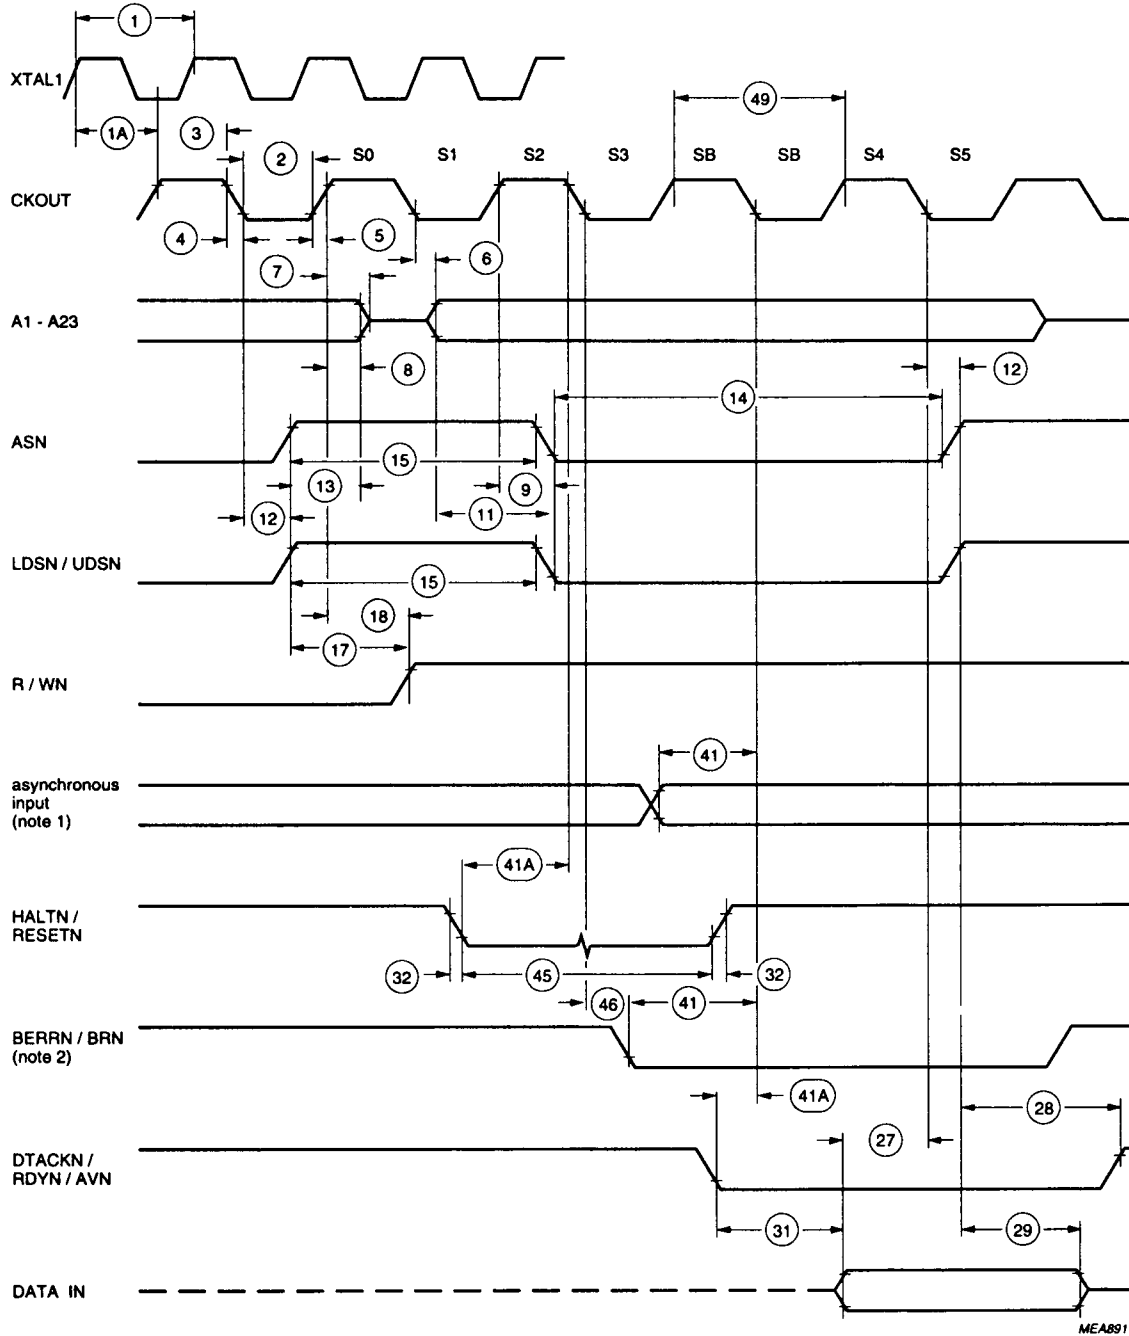 1
XTAL1
1A
3
49
2
S0
S1
S2
S3
SB
SB
S4
S5
CKOUT
4
5
6
7
A1 - A23
8
12
14
ASN
15
13
9
11
12
LDSN / UDSN
15
18
17
R / WN
41
asynchronous
input
(note 1)
41A
HALTN /
RESETN
32
45
32
46
41
BERRN / BRN
(note 2)
41A
28
27
DTACKN /
RDYN / AVN
31
29
DATA IN
MEA891